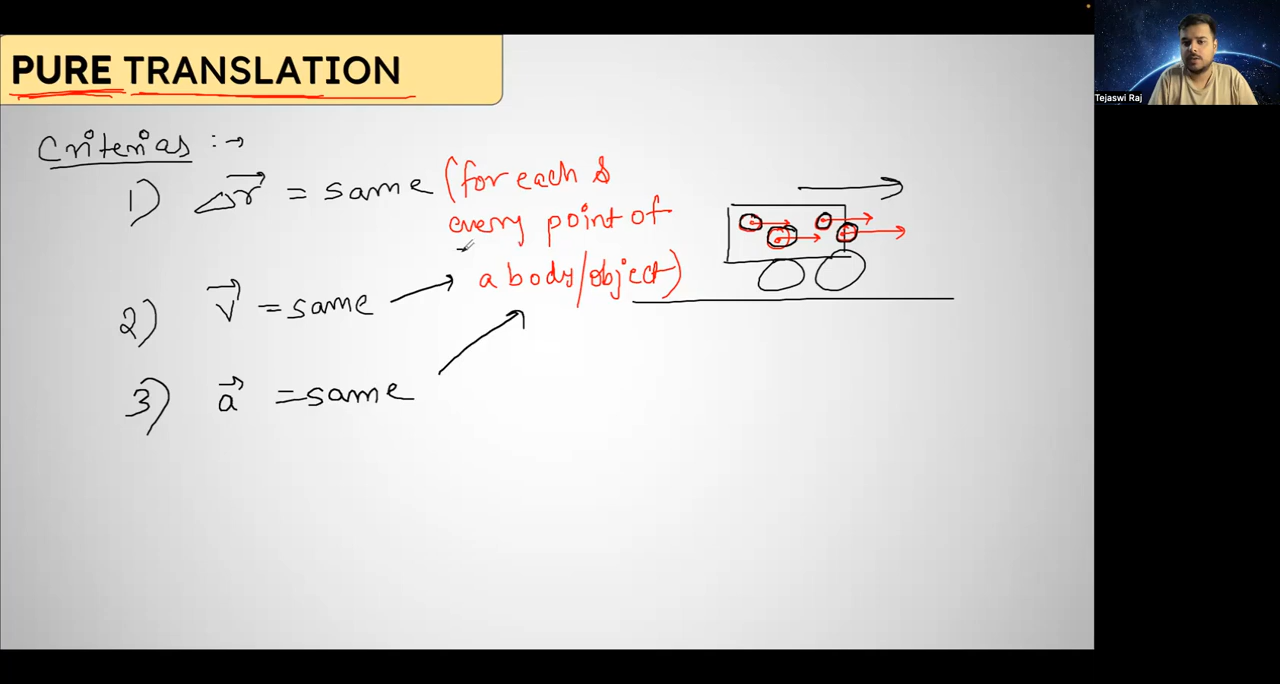 PURE TRANSLATION
Tejaswi Raj
Criterias :→
1) Δr⃗ = same (for each &
every point of
a body/object)
2) v⃗ = same
3) a⃗ = same